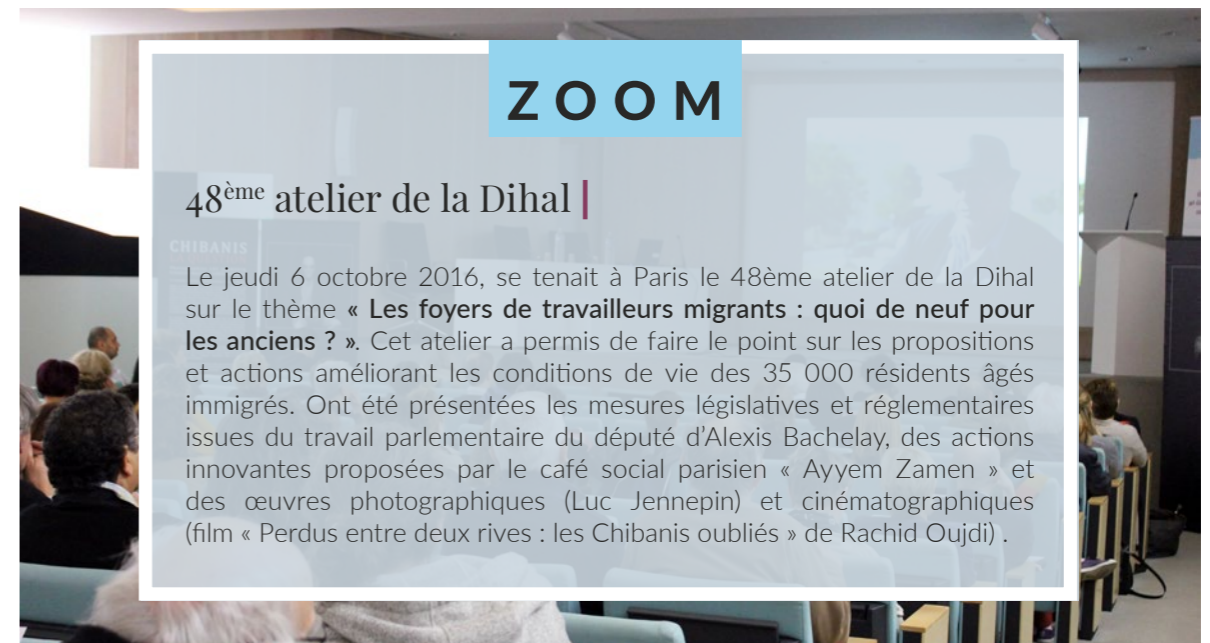 ZOOM
48ème atelier de la Dihal
CHIBANIS
Le jeudi 6 octobre 2016, se tenait à Paris le 48ème atelier de la Dihal
sur le thème « Les foyers de travailleurs migrants : quoi de neuf pour
les anciens ? ». Cet atelier a permis de faire le point sur les propositions
et actions améliorant les conditions de vie des 35 000 résidents âgés
immigrés. Ont été présentées les mesures législatives et réglementaires
issues du travail parlementaire du député d’Alexis Bachelay, des actions
innovantes proposées par le café social parisien « Ayyem Zamen » et
des œuvres photographiques (Luc Jennepin) et cinématographiques
(film « Perdus entre deux rives : les Chibanis oubliés » de Rachid Oujdi) .